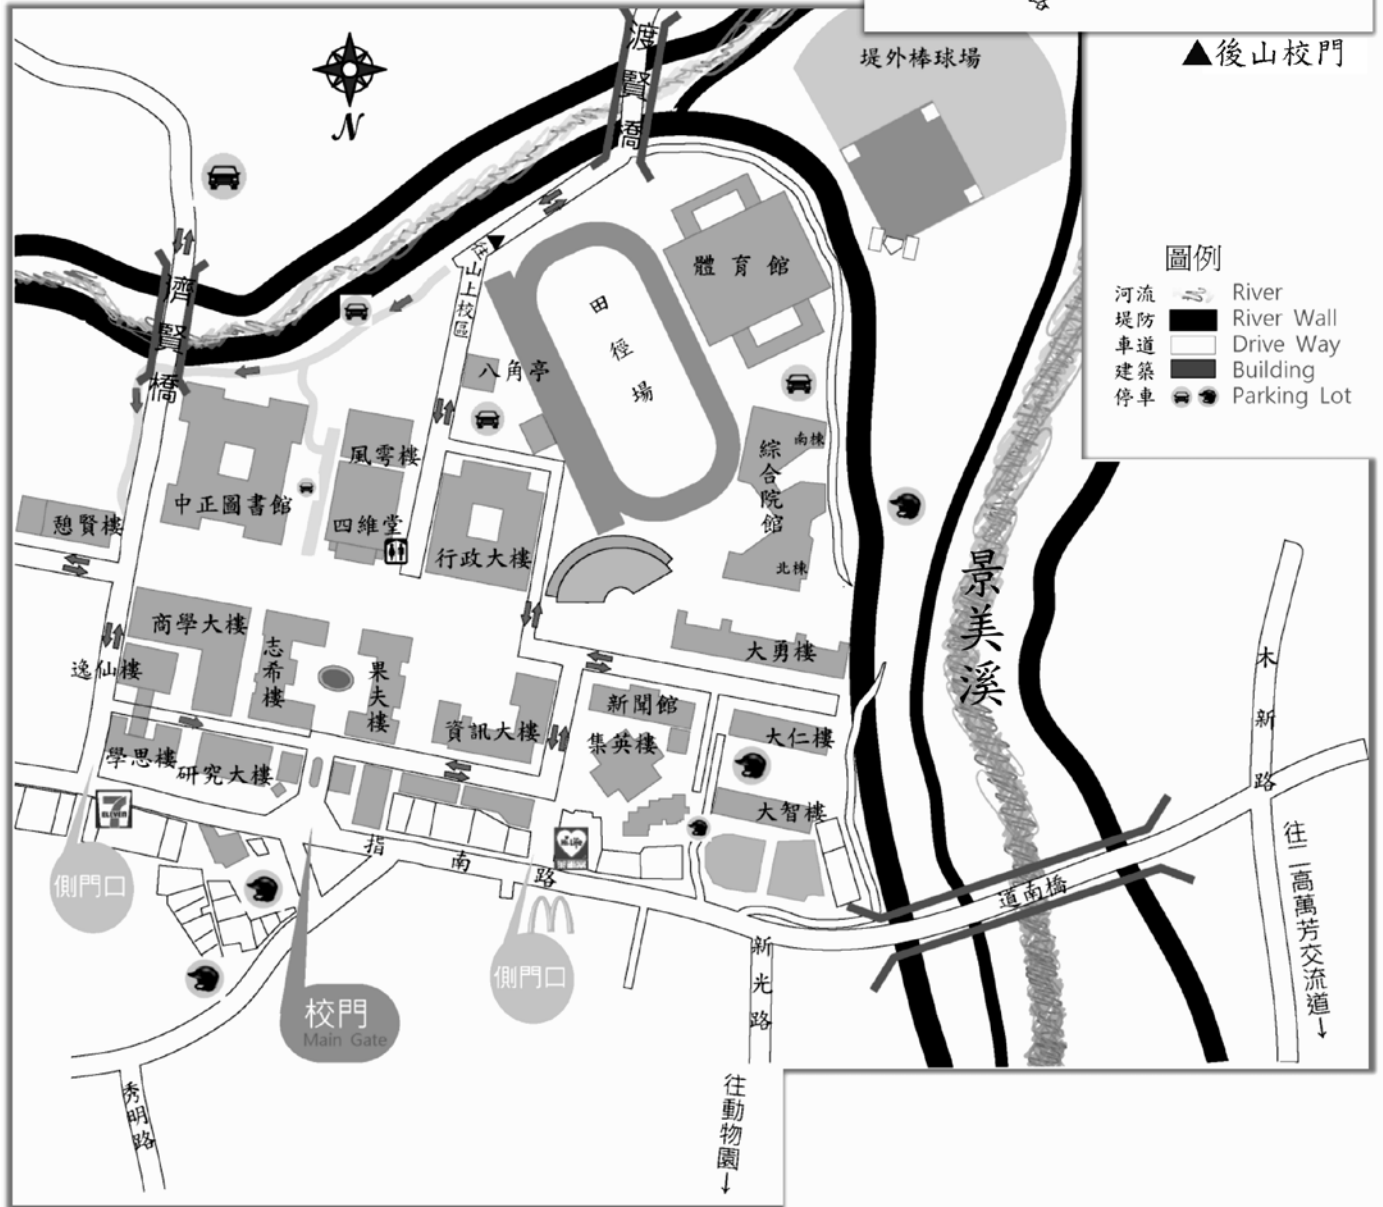 渡賢橋
堤外棒球場
▲後山校門
N
濟賢橋
往山上校區
體育館
田徑場
八角亭
圖例
河流 River
堤防 River Wall
車道 Drive Way
建築 Building
停車 Parking Lot
風雩樓
綜合院館
南棟
北棟
中正圖書館
四維堂
行政大樓
憩賢樓
景美溪
商學大樓
志希樓
果夫樓
逸仙樓
資訊大樓
大勇樓
新聞館
集英樓
大仁樓
大智樓
學思樓
研究大樓
木新路
7
ELEVEN
Hi-Life
指南路
側門口
側門口
道南橋
往二高萬芳交流道↓
新光路
校門
Main Gate
秀明路
往動物園↓